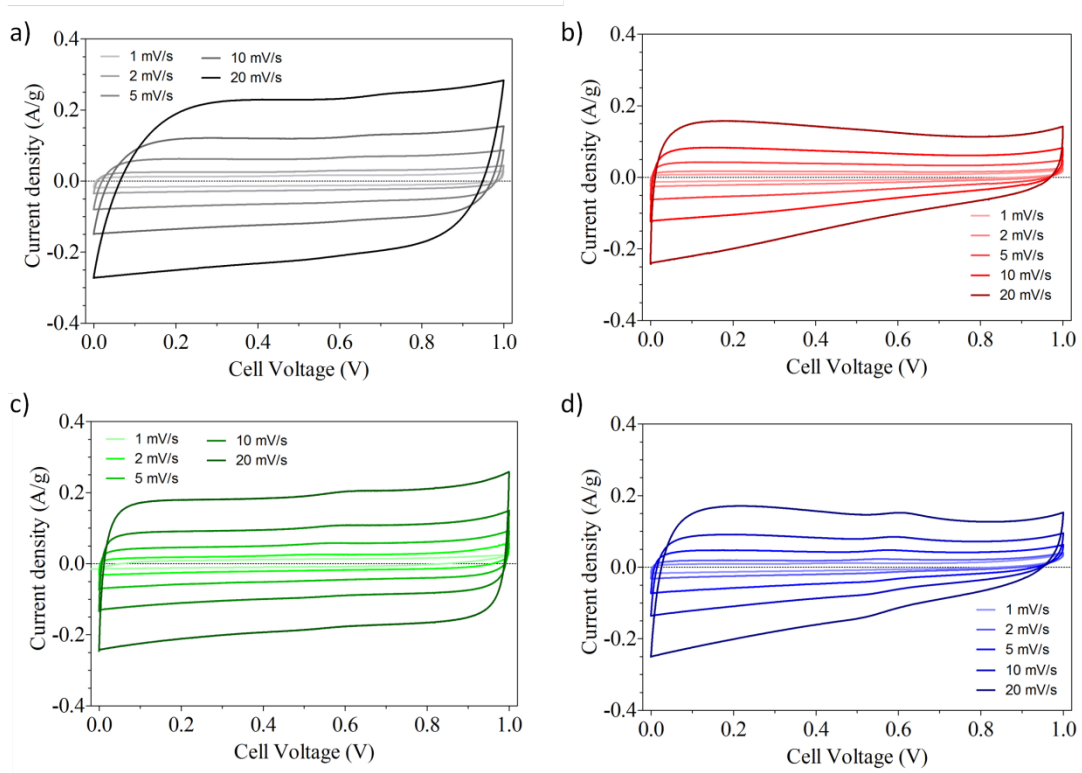 a)
0.4
0.2
0.0
-0.2
-0.4
Current density (A/g)
1 mV/s
2 mV/s
5 mV/s
10 mV/s
20 mV/s
0.0 0.2 0.4 0.6 0.8 1.0
Cell Voltage (V)
b)
0.4
0.2
0.0
-0.2
-0.4
Current density (A/g)
1 mV/s
2 mV/s
5 mV/s
10 mV/s
20 mV/s
0.0 0.2 0.4 0.6 0.8 1.0
Cell Voltage (V)
c)
0.4
0.2
0.0
-0.2
-0.4
Current density (A/g)
1 mV/s
2 mV/s
5 mV/s
10 mV/s
20 mV/s
0.0 0.2 0.4 0.6 0.8 1.0
Cell Voltage (V)
d)
0.4
0.2
0.0
-0.2
-0.4
Current density (A/g)
1 mV/s
2 mV/s
5 mV/s
10 mV/s
20 mV/s
0.0 0.2 0.4 0.6 0.8 1.0
Cell Voltage (V)